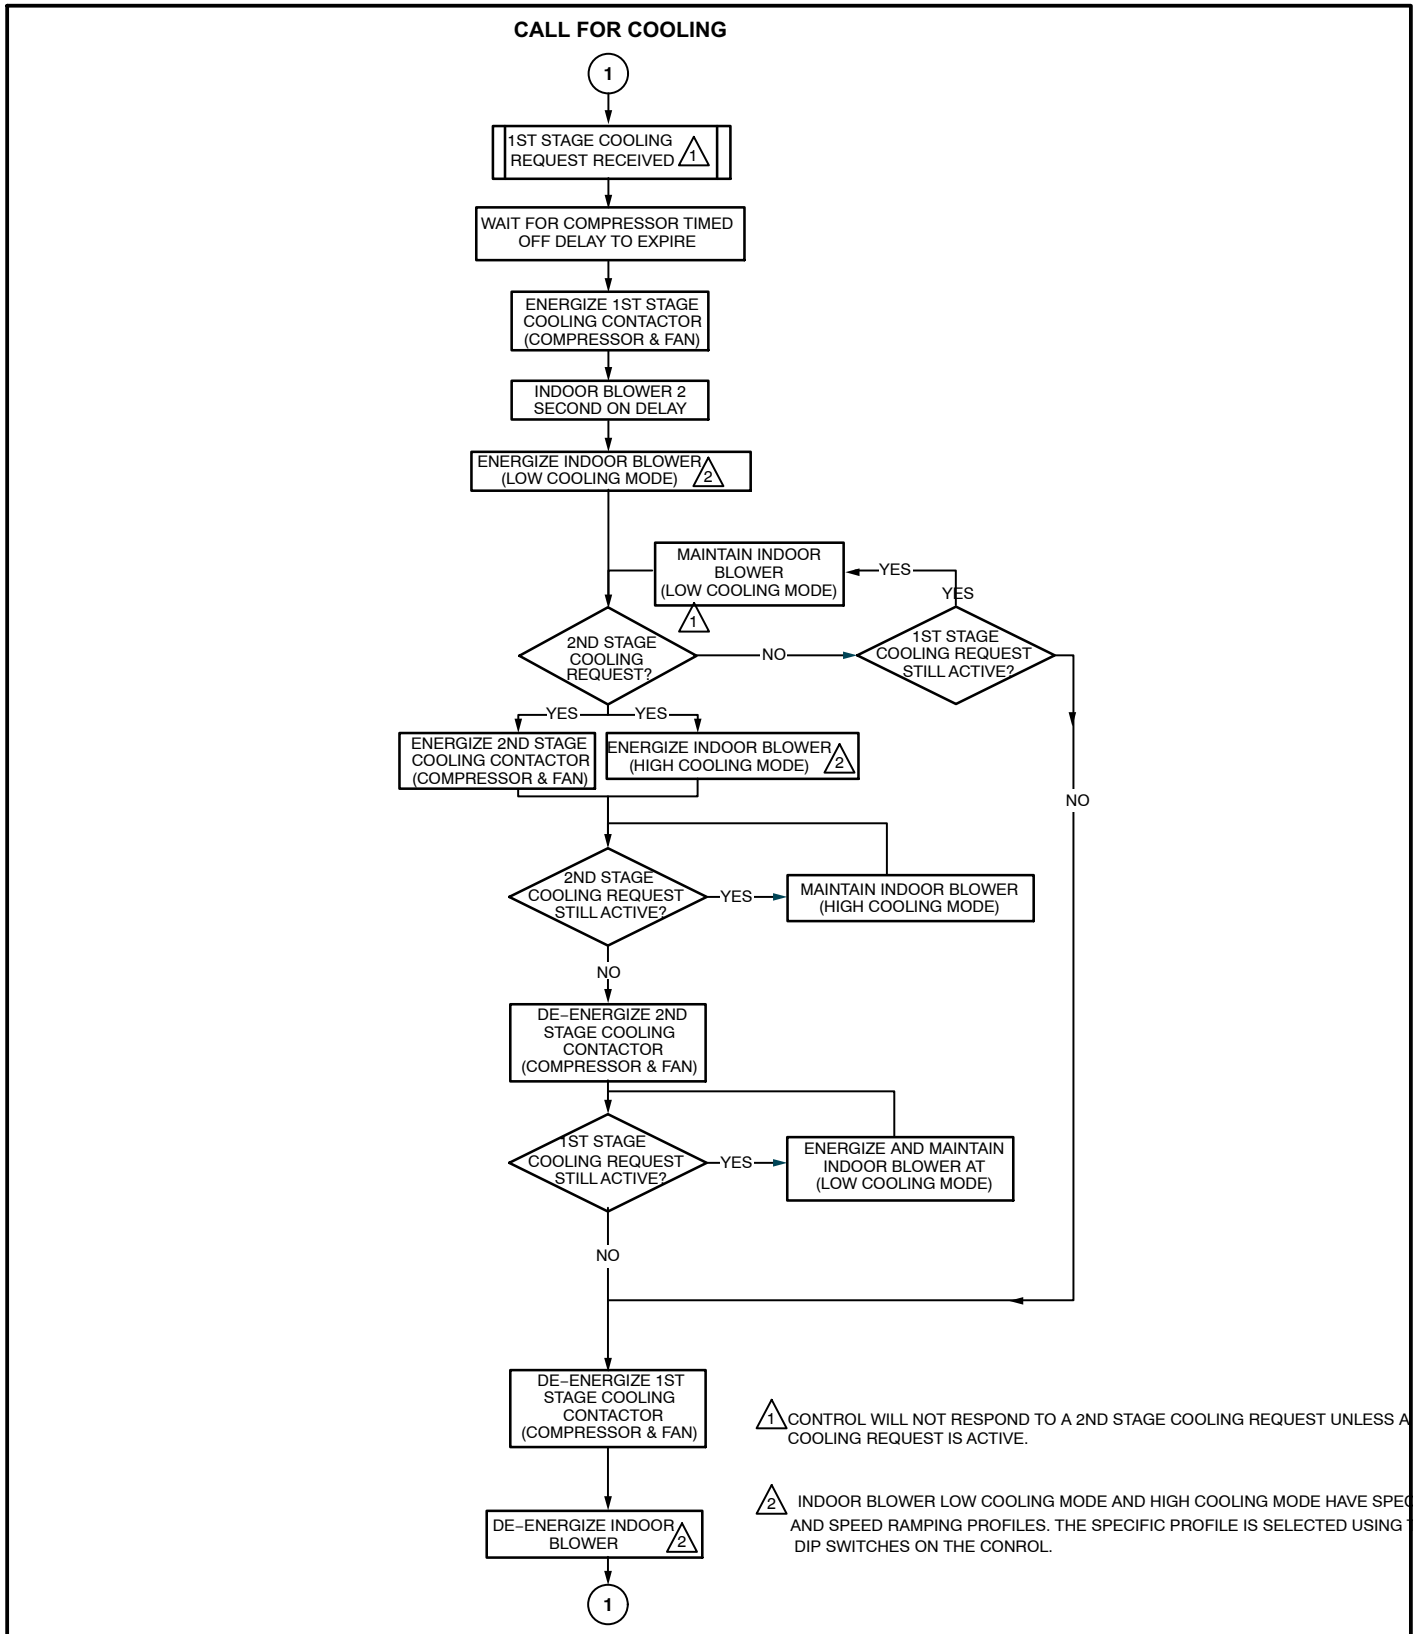 CALL FOR COOLING
1
1ST STAGE COOLING
REQUEST RECEIVED 1
WAIT FOR COMPRESSOR TIMED
OFF DELAY TO EXPIRE
ENERGIZE 1ST STAGE
COOLING CONTACTOR
(COMPRESSOR & FAN)
INDOOR BLOWER 2
SECOND ON DELAY
ENERGIZE INDOOR BLOWER
(LOW COOLING MODE) 2
MAINTAIN INDOOR
BLOWER
(LOW COOLING MODE)
1
YES
YES
2ND STAGE
COOLING
REQUEST?
NO
1ST STAGE
COOLING REQUEST
STILL ACTIVE?
NO
YES
YES
ENERGIZE 2ND STAGE
COOLING CONTACTOR
(COMPRESSOR & FAN)
ENERGIZE INDOOR BLOWER
(HIGH COOLING MODE) 2
2ND STAGE
COOLING REQUEST
STILL ACTIVE?
YES
MAINTAIN INDOOR BLOWER
(HIGH COOLING MODE)
NO
DE-ENERGIZE 2ND
STAGE COOLING
CONTACTOR
(COMPRESSOR & FAN)
1ST STAGE
COOLING REQUEST
STILL ACTIVE?
YES
ENERGIZE AND MAINTAIN
INDOOR BLOWER AT
(LOW COOLING MODE)
NO
DE-ENERGIZE 1ST
STAGE COOLING
CONTACTOR
(COMPRESSOR & FAN)
1 CONTROL WILL NOT RESPOND TO A 2ND STAGE COOLING REQUEST UNLESS A
COOLING REQUEST IS ACTIVE.
2 INDOOR BLOWER LOW COOLING MODE AND HIGH COOLING MODE HAVE
AND SPEED RAMPING PROFILES. THE SPECIFIC PROFILE IS SELECTED USING
DIP SWITCHES ON THE CONROL.
DE-ENERGIZE INDOOR
BLOWER 2
1